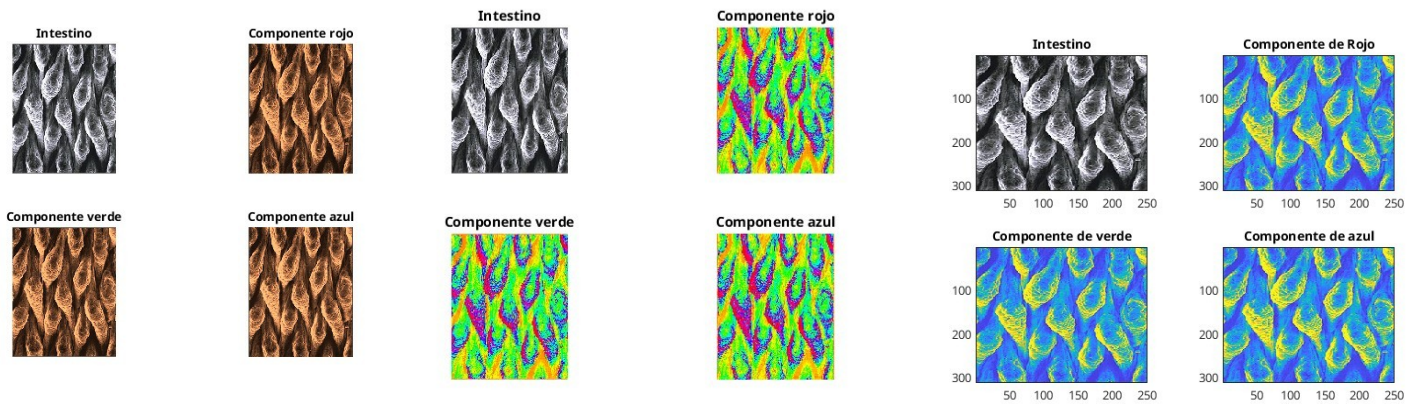 Intestino
Componente rojo
Componente verde
Componente azul
Intestino
Componente rojo
Componente verde
Componente azul
Intestino
100
200
300
50 100 150 200 250
Componente de Rojo
100
200
300
50 100 150 200 250
Componente de verde
100
200
300
50 100 150 200 250
Componente de azul
100
200
300
50 100 150 200 250